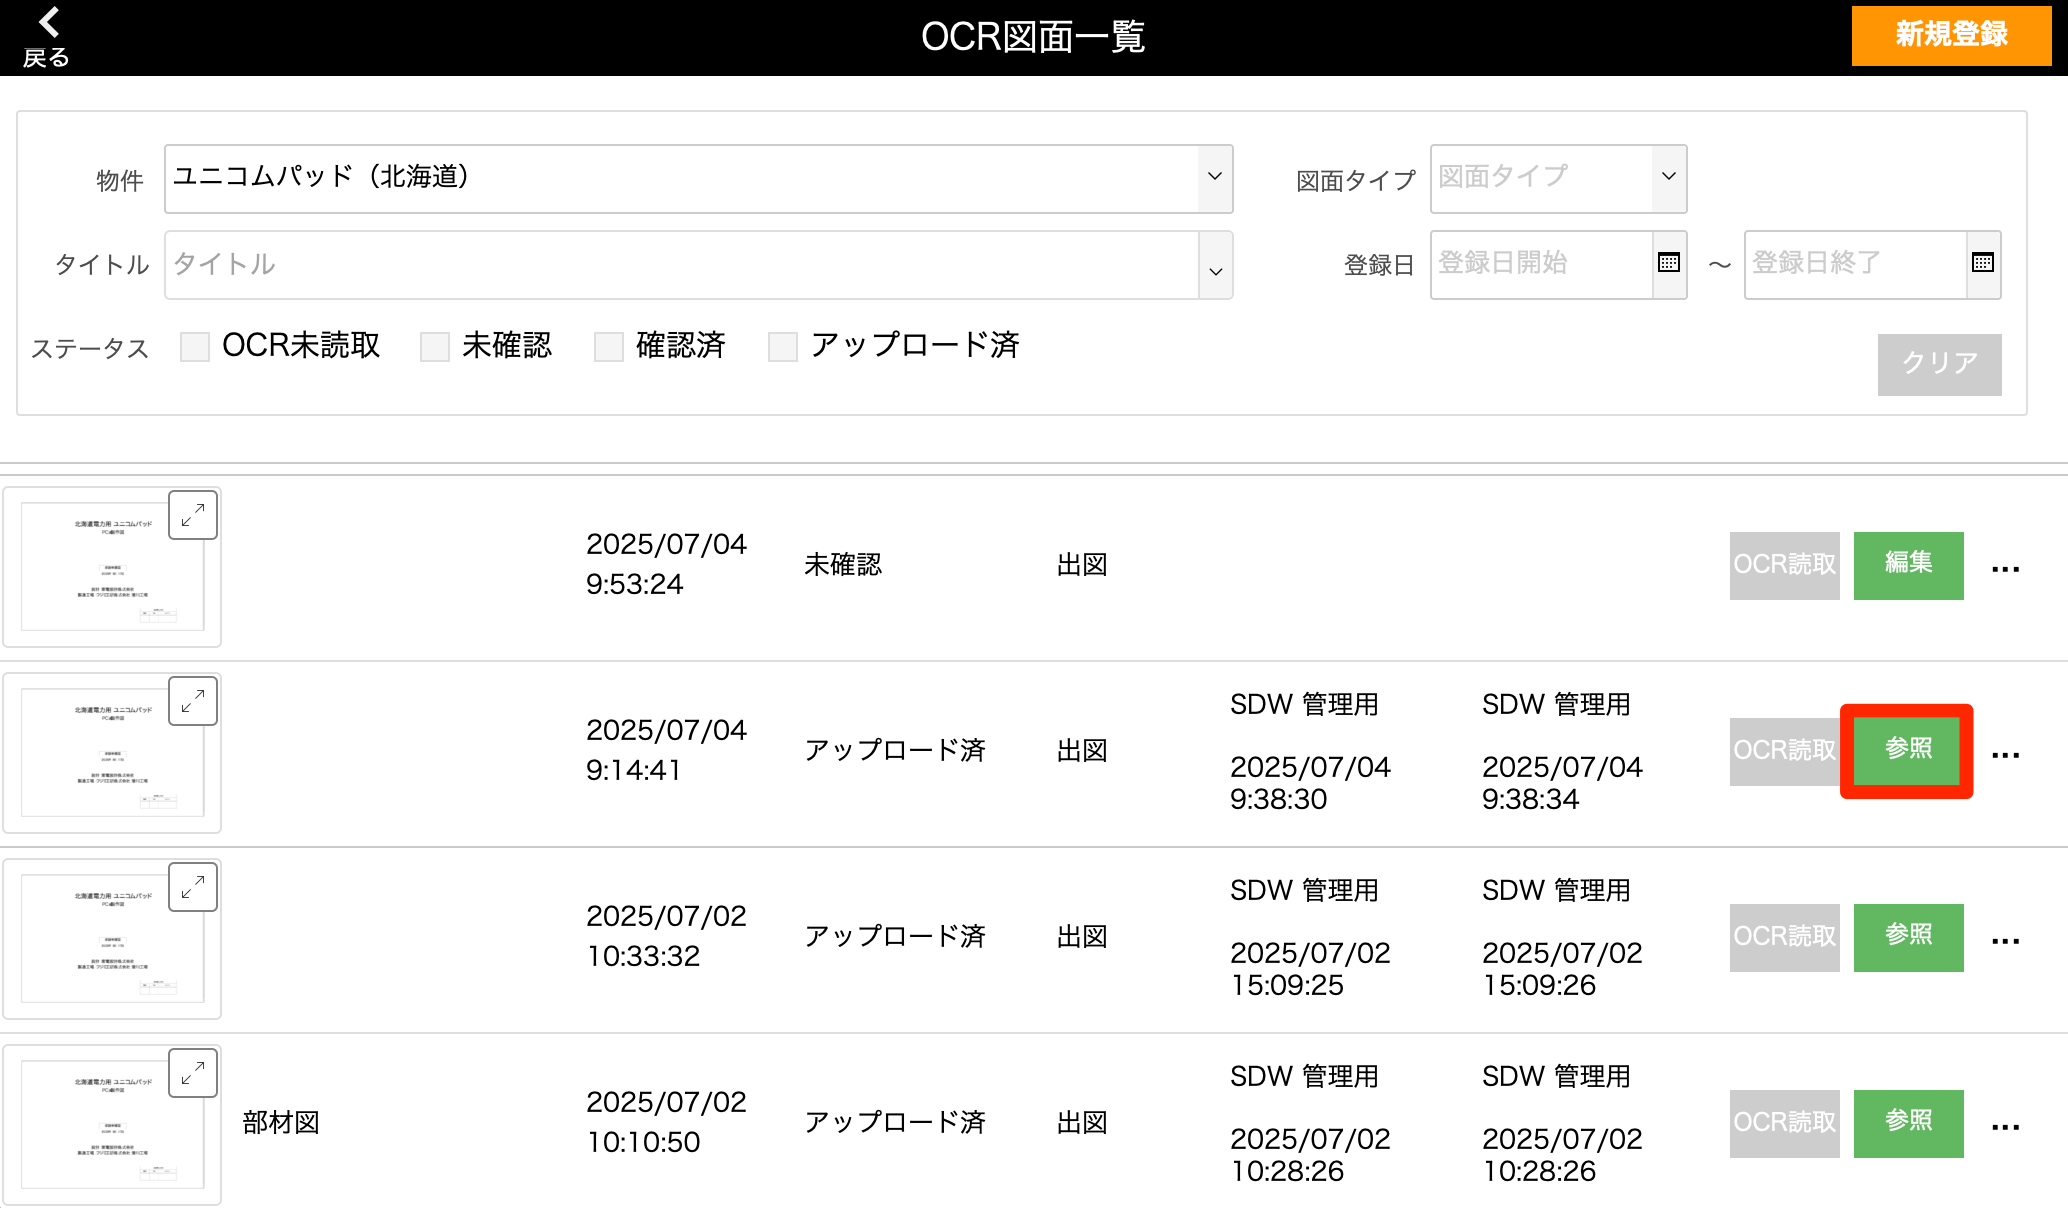 戻る
OCR図面一覧
新規登録
物件
ユニコムパッド（北海道）
図面タイプ
図面タイプ
タイトル
タイトル
登録日
登録日開始
～
登録日終了
ステータス
OCR未読取
未確認
確認済
アップロード済
クリア
北海道電力用 ユニコムパッド
2025/07/04
9:53:24
未確認
出図
OCR読取
編集
...
北海道電力用 ユニコムパッド
2025/07/04
9:14:41
アップロード済
出図
SDW 管理用
2025/07/04
9:38:30
SDW 管理用
2025/07/04
9:38:34
OCR読取
参照
...
北海道電力用 ユニコムパッド
2025/07/02
10:33:32
アップロード済
出図
SDW 管理用
2025/07/02
15:09:25
SDW 管理用
2025/07/02
15:09:26
OCR読取
参照
...
北海道電力用 ユニコムパッド
部材図
2025/07/02
10:10:50
アップロード済
出図
SDW 管理用
2025/07/02
10:28:26
SDW 管理用
2025/07/02
10:28:26
OCR読取
参照
...